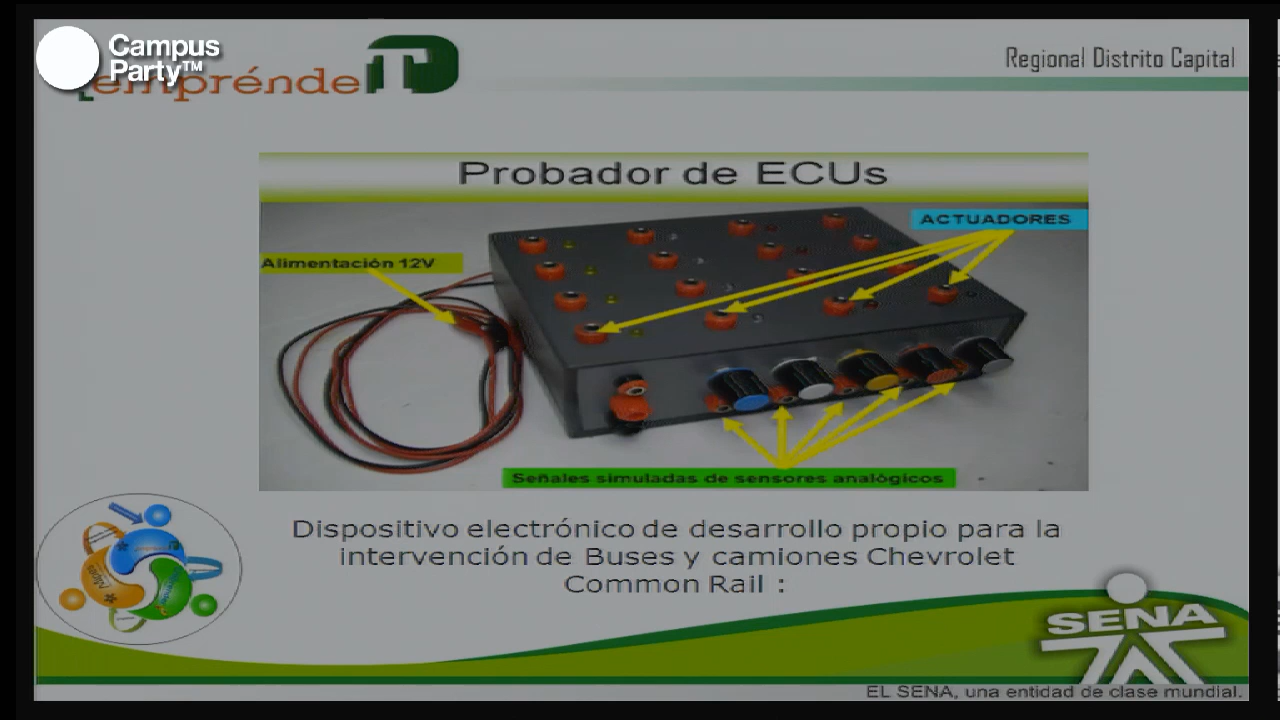 Campus
Party™
empréndeTD
Regional Distrito Capital
Probador de ECUs
ACTUADORES
Alimentación 12V
Señales simuladas de sensores analógicos
Dispositivo electrónico de desarrollo propio para la
intervención de Buses y camiones Chevrolet
Common Rail :
SENA
EL SENA, una entidad de clase mundial.